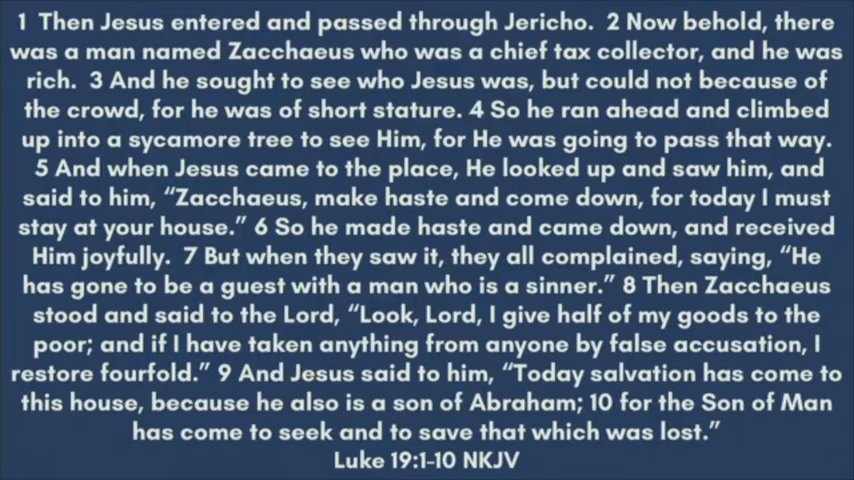 1 Then Jesus entered and passed through Jericho. 2 Now behold, there
was a man named Zacchaeus who was a chief tax collector, and he was
rich. 3 And he sought to see who Jesus was, but could not because of
the crowd, for he was of short stature. 4 So he ran ahead and climbed
up into a sycamore tree to see Him, for He was going to pass that way.
5 And when Jesus came to the place, He looked up and saw him, and
said to him, “Zacchaeus, make haste and come down, for today I must
stay at your house.” 6 So he made haste and came down, and received
Him joyfully. 7 But when they saw it, they all complained, saying, “He
has gone to be a guest with a man who is a sinner.” 8 Then Zacchaeus
stood and said to the Lord, “Look, Lord, I give half of my goods to the
poor; and if I have taken anything from anyone by false accusation, I
restore fourfold.” 9 And Jesus said to him, “Today salvation has come to
this house, because he also is a son of Abraham; 10 for the Son of Man
has come to seek and to save that which was lost.”
Luke 19:1-10 NKJV